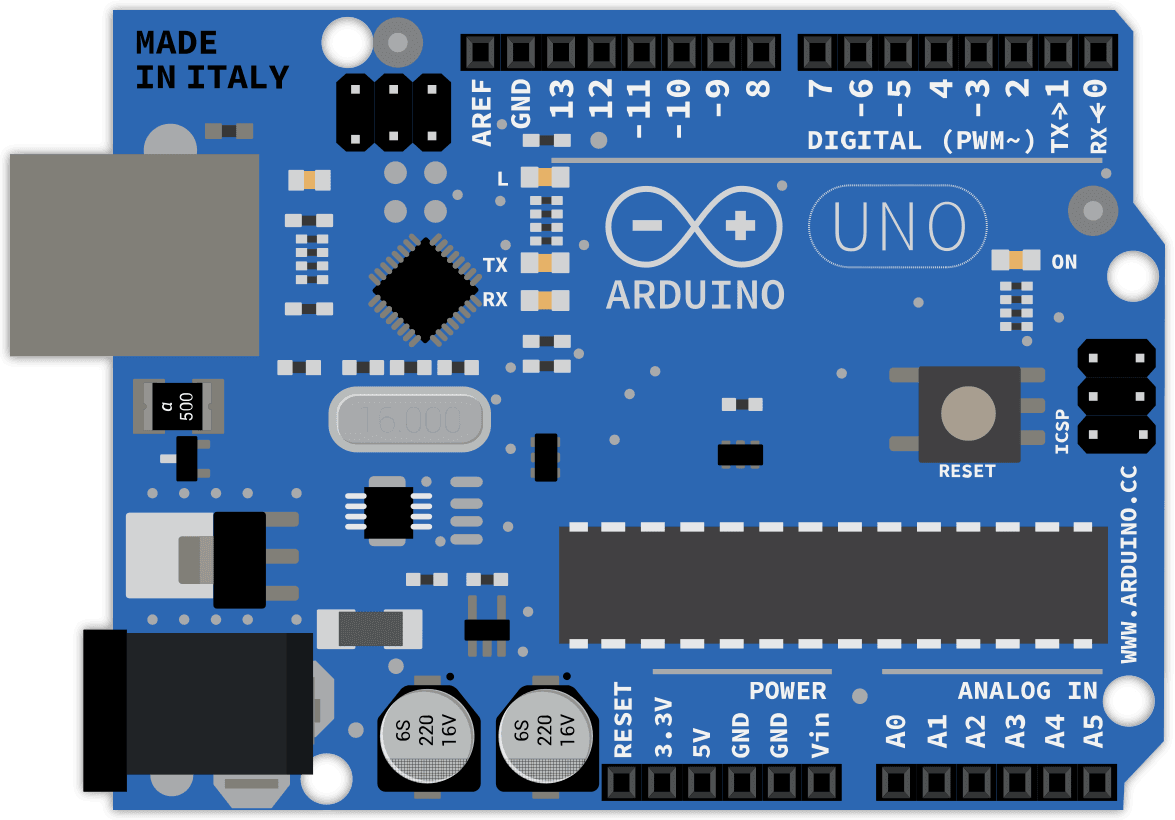 MADE
IN ITALY
AREF
GND
13
12
-11
-10
-9
8
7
-6
-5
4
-3
2
TX>1
RX<0
DIGITAL (PWM~)
L
TX
RX
ARDUINO
UNO
ON
a
500
16.000
RESET
ICSP
WWW.ARDUINO.CC
6S
220
16V
6S
220
16V
POWER
ANALOG IN
RESET
3.3V
5V
GND
GND
Vin
A0
A1
A2
A3
A4
A5